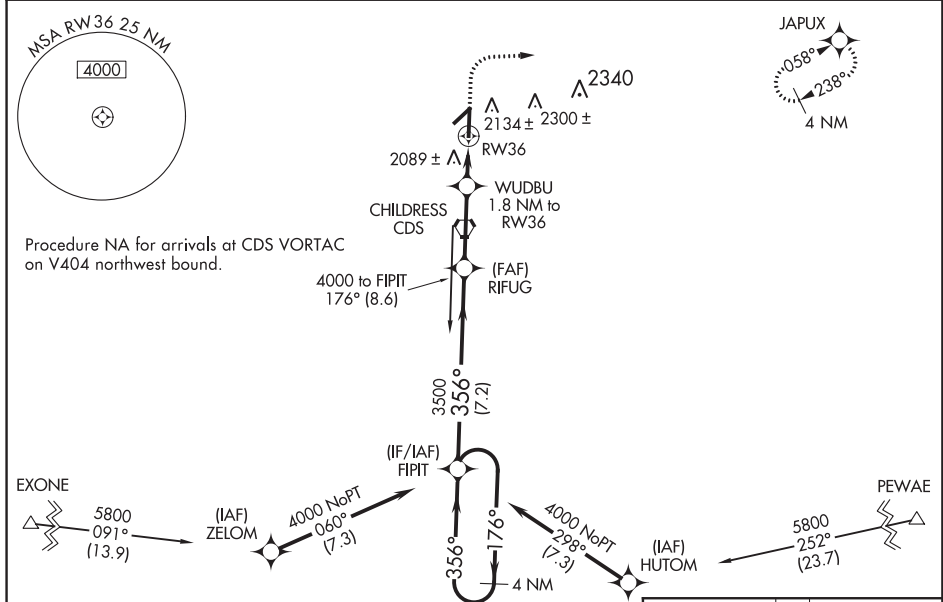 MSA RW36 25 NM
4000
JAPUX
058°
238°
4 NM
2340
2134 ±
2300 ±
RW36
2089 ±
WUDBU
1.8 NM to
RW36
CHILDRESS
CDS
Procedure NA for arrivals at CDS VORTAC
on V404 northwest bound.
(FAF)
RIFUG
4000 to FIPIT
176° (8.6)
3500
356°
(7.2)
(IF/IAF)
FIPIT
EXONE
5800
091°
(13.9)
(IAF)
ZELOM
4000 NoPT
060°
(7.3)
356°
176°
4 NM
4000 NoPT
298°
(7.3)
(IAF)
HUTOM
PEWAE
5800
252°
(23.7)